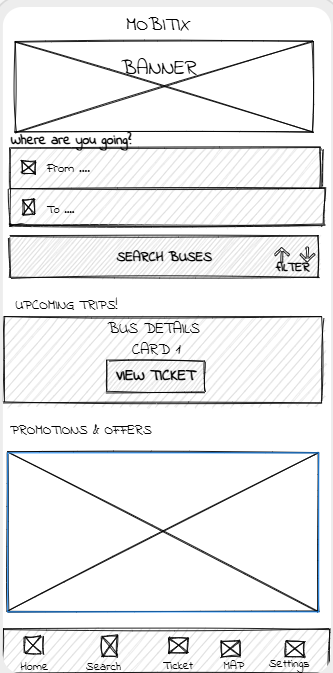 MOBITIX
BANNER
where are you going?
From ....
To ....
SEARCH BUSES
FILTER
UPCOMING TRIPS!
BUS DETAILS
CARD 1
VIEW TICKET
PROMOTIONS & OFFERS
Home Search Ticket MAP Settings